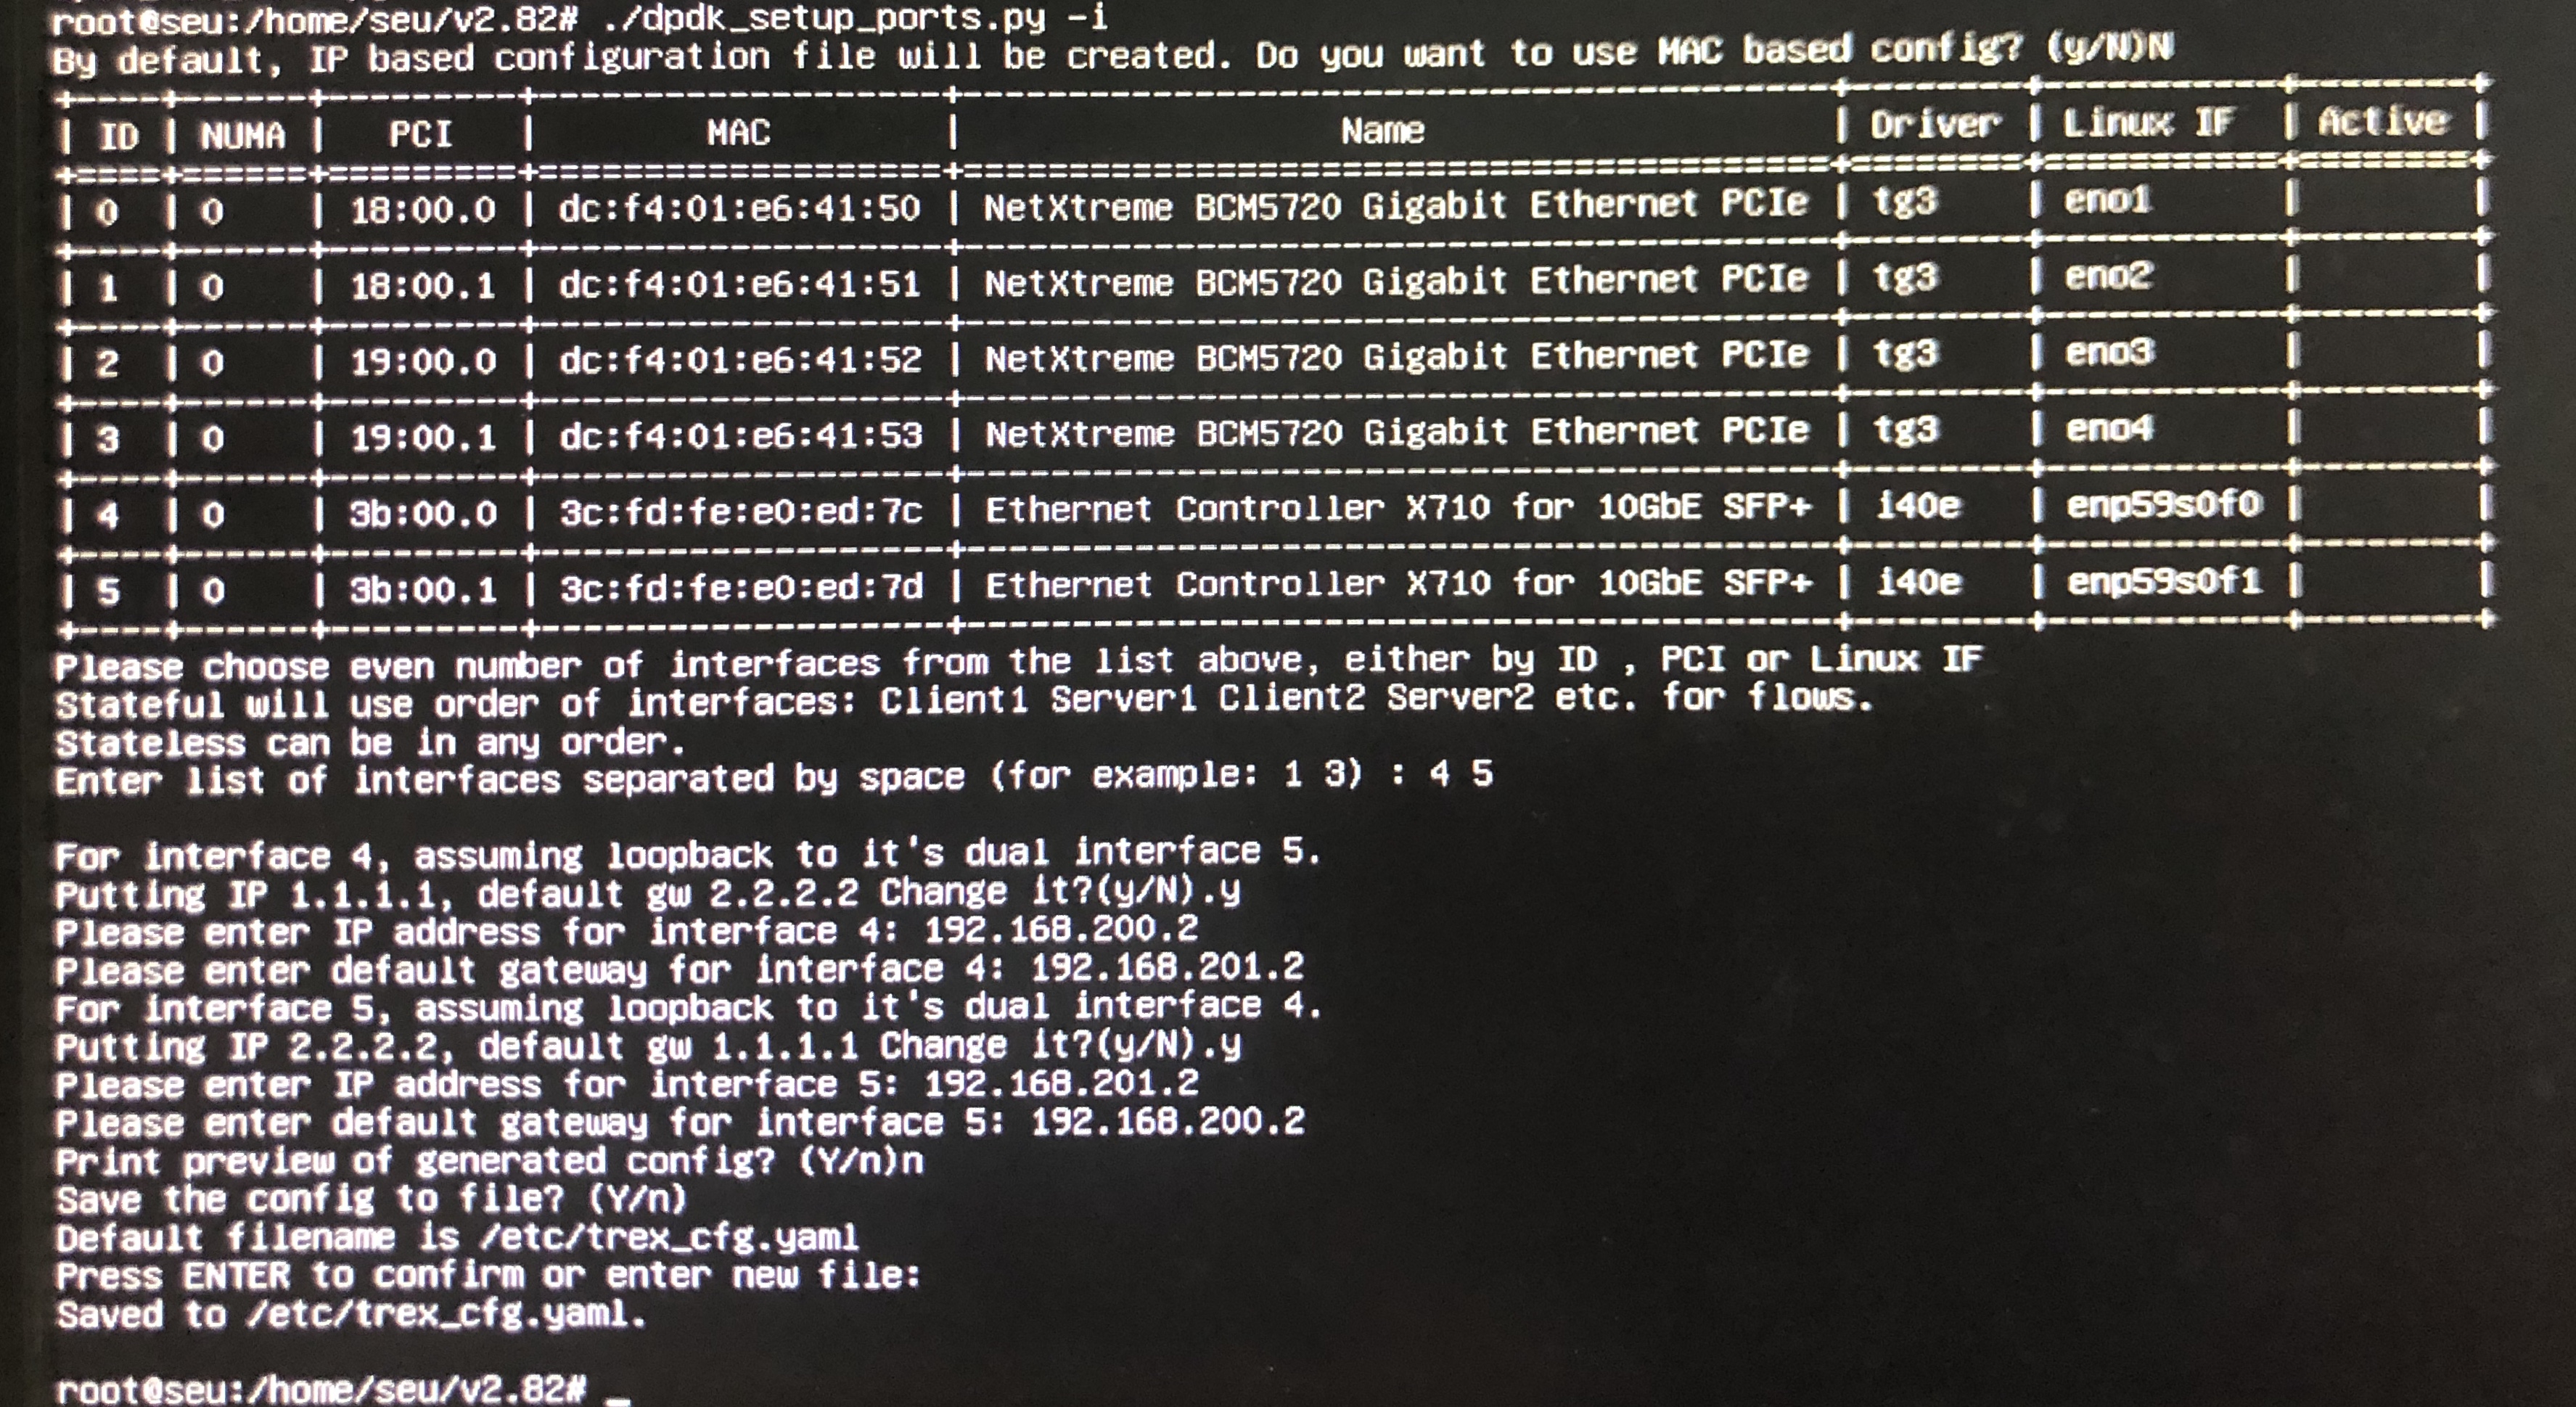 root@seu:/home/seu/v2.82# ./dpdk_setup_ports.py -i
By default, IP based configuration file will be created. Do you want to use MAC based config? (y/N)N
+----+------+---------+-------------------+------------------------------------------+--------+-----------+--------+
| ID | NUMA | PCI | MAC | Name | Driver | Linux IF | Active |
+====+======+=========+===================+==========================================+========+===========+========+
| 0 | 0 | 18:00.0 | dc:f4:01:e6:41:50 | NetXtreme BCM5720 Gigabit Ethernet PCIe | tg3 | eno1 | |
+----+------+---------+-------------------+------------------------------------------+--------+-----------+--------+
| 1 | 0 | 18:00.1 | dc:f4:01:e6:41:51 | NetXtreme BCM5720 Gigabit Ethernet PCIe | tg3 | eno2 | |
+----+------+---------+-------------------+------------------------------------------+--------+-----------+--------+
| 2 | 0 | 19:00.0 | dc:f4:01:e6:41:52 | NetXtreme BCM5720 Gigabit Ethernet PCIe | tg3 | eno3 | |
+----+------+---------+-------------------+------------------------------------------+--------+-----------+--------+
| 3 | 0 | 19:00.1 | dc:f4:01:e6:41:53 | NetXtreme BCM5720 Gigabit Ethernet PCIe | tg3 | eno4 | |
+----+------+---------+-------------------+------------------------------------------+--------+-----------+--------+
| 4 | 0 | 3b:00.0 | 3c:fd:fe:e0:ed:7c | Ethernet Controller X710 for 10GbE SFP+ | i40e | enp59s0f0 | |
+----+------+---------+-------------------+------------------------------------------+--------+-----------+--------+
| 5 | 0 | 3b:00.1 | 3c:fd:fe:e0:ed:7d | Ethernet Controller X710 for 10GbE SFP+ | i40e | enp59s0f1 | |
+----+------+---------+-------------------+------------------------------------------+--------+-----------+--------+
Please choose even number of interfaces from the list above, either by ID , PCI or Linux IF
Stateful will use order of interfaces: Client1 Server1 Client2 Server2 etc. for flows.
Stateless can be in any order.
Enter list of interfaces separated by space (for example: 1 3) : 4 5
For interface 4, assuming loopback to it's dual interface 5.
Putting IP 1.1.1.1, default gw 2.2.2.2 Change it?(y/N).y
Please enter IP address for interface 4: 192.168.200.2
Please enter default gateway for interface 4: 192.168.201.2
For interface 5, assuming loopback to it's dual interface 4.
Putting IP 2.2.2.2, default gw 1.1.1.1 Change it?(y/N).y
Please enter IP address for interface 5: 192.168.201.2
Please enter default gateway for interface 5: 192.168.200.2
Print preview of generated config? (Y/n)n
Save the config to file? (Y/n)
Default filename is /etc/trex_cfg.yaml
Press ENTER to confirm or enter new file:
Saved to /etc/trex_cfg.yaml.
root@seu:/home/seu/v2.82# _